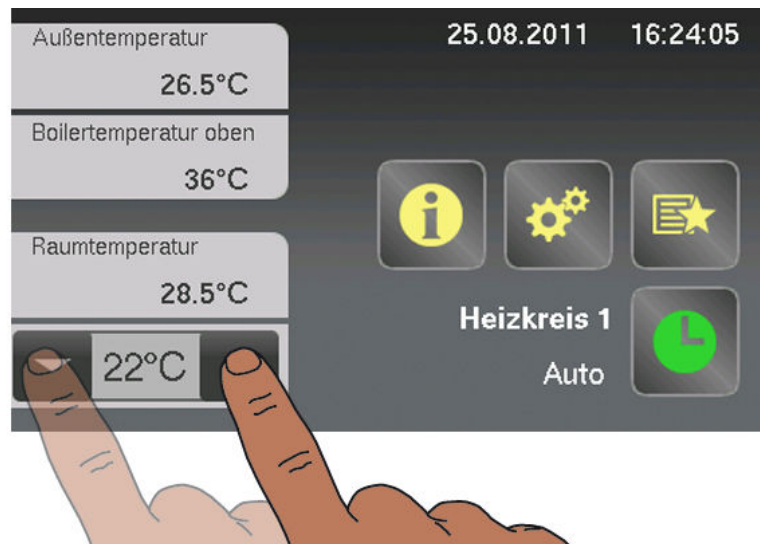 Außentemperatur
26.5°C
Boilertemperatur oben
36°C
Raumtemperatur
28.5°C
22°C
25.08.2011 16:24:05
Heizkreis 1
Auto